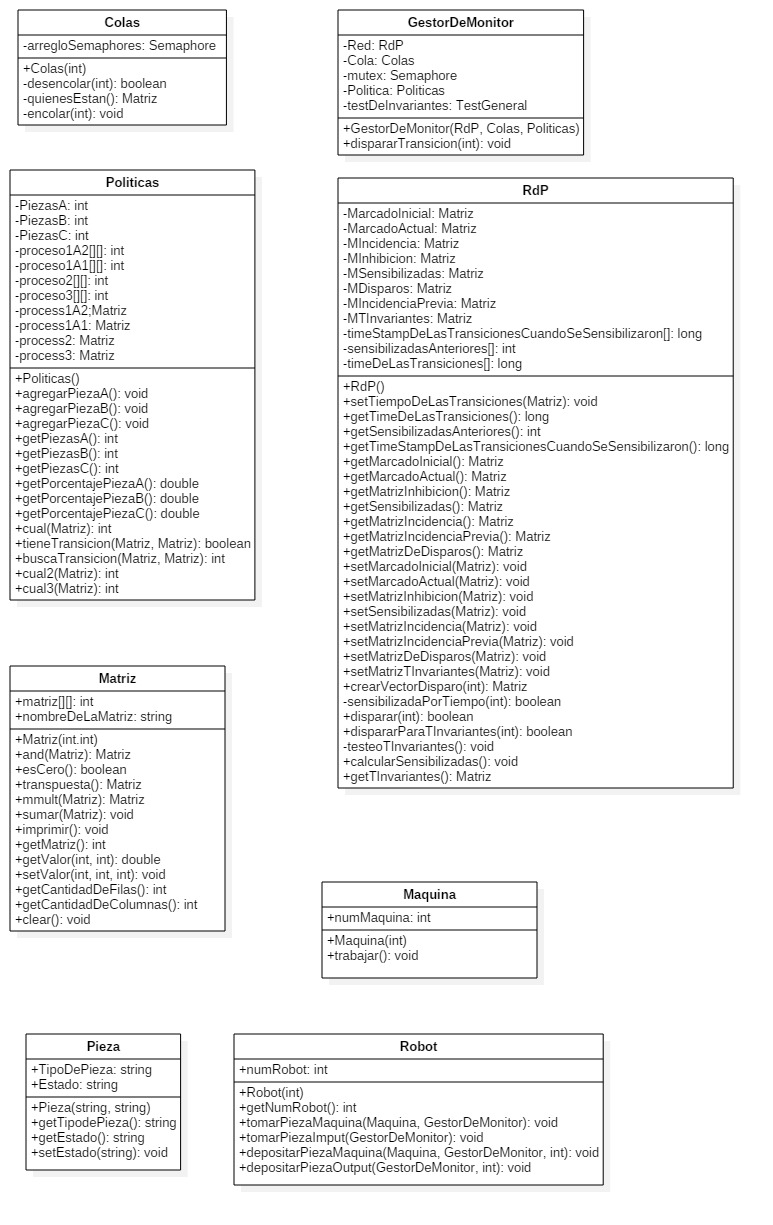 Colas
-arregloSemaphores: Semaphore
+Colas(int)
-desencolar(int): boolean
-quienesEstan(): Matriz
-encolar(int): void
GestorDeMonitor
-Red: RdP
-Cola: Colas
-mutex: Semaphore
-Politica: Politicas
-testDeInvariantes: TestGeneral
+GestorDeMonitor(RdP, Colas, Politicas)
+dispararTransicion(int): void
Politicas
-PiezasA: int
-PiezasB: int
-PiezasC: int
-proceso1A2[][]: int
-proceso1A1[][]: int
-proceso2[][]: int
-proceso3[][]: int
-process1A2;Matriz
-process1A1: Matriz
-process2: Matriz
-process3: Matriz
+Politicas()
+agregarPiezaA(): void
+agregarPiezaB(): void
+agregarPiezaC(): void
+getPiezasA(): int
+getPiezasB(): int
+getPiezasC(): int
+getPorcentajePiezaA(): double
+getPorcentajePiezaB(): double
+getPorcentajePiezaC(): double
+cual(Matriz): int
+tieneTransicion(Matriz, Matriz): boolean
+buscaTransicion(Matriz, Matriz): int
+cual2(Matriz): int
+cual3(Matriz): int
RdP
-MarcadoInicial: Matriz
-MarcadoActual: Matriz
-MIncidencia: Matriz
-MInhibicion: Matriz
-MSensibilizadas: Matriz
-MDisparos: Matriz
-MIncidenciaPrevia: Matriz
-MTInvariantes: Matriz
-timeStampDeLasTransicionesCuandoSeSensibilizaron[]: long
-sensibilizadasAnteriores[]: int
-timeDeLasTransiciones[]: long
+RdP()
+setTiempoDeLasTransiciones(Matriz): void
+getTimeDeLasTransiciones(): long
+getSensibilizadasAnteriores(): int
+getTimeStampDeLasTransicionesCuandoSeSensibilizaron(): long
+getMarcadoInicial(): Matriz
+getMarcadoActual(): Matriz
+getMatrizInhibicion(): Matriz
+getSensibilizadas(): Matriz
+getMatrizIncidencia(): Matriz
+getMatrizIncidenciaPrevia(): Matriz
+getMatrizDeDisparos(): Matriz
+setMarcadoInicial(Matriz): void
+setMarcadoActual(Matriz): void
+setMatrizInhibicion(Matriz): void
+setSensibilizadas(Matriz): void
+setMatrizIncidencia(Matriz): void
+setMatrizIncidenciaPrevia(Matriz): void
+setMatrizDeDisparos(Matriz): void
+setMatrizTInvariantes(Matriz): void
+crearVectorDisparo(int): Matriz
-sensibilizadaPorTiempo(int): boolean
+disparar(int): boolean
+dispararParaTInvariantes(int): boolean
-testeoTInvariantes(): void
+calcularSensibilizadas(): void
+getTInvariantes(): Matriz
Matriz
+matriz[][]: int
+nombreDeLaMatriz: string
+Matriz(int.int)
+and(Matriz): Matriz
+esCero(): boolean
+transpuesta(): Matriz
+mmult(Matriz): Matriz
+sumar(Matriz): void
+imprimir(): void
+getMatriz(): int
+getValor(int, int): double
+setValor(int, int, int): void
+getCantidadDeFilas(): int
+getCantidadDeColumnas(): int
+clear(): void
Maquina
+numMaquina: int
+Maquina(int)
+trabajar(): void
Pieza
+TipoDePieza: string
+Estado: string
+Pieza(string, string)
+getTipodePieza(): string
+getEstado(): string
+setEstado(string): void
Robot
+numRobot: int
+Robot(int)
+getNumRobot(): int
+tomarPiezaMaquina(Maquina, GestorDeMonitor): void
+tomarPiezaImput(GestorDeMonitor): void
+depositarPiezaMaquina(Maquina, GestorDeMonitor, int): void
+depositarPiezaOutput(GestorDeMonitor, int): void